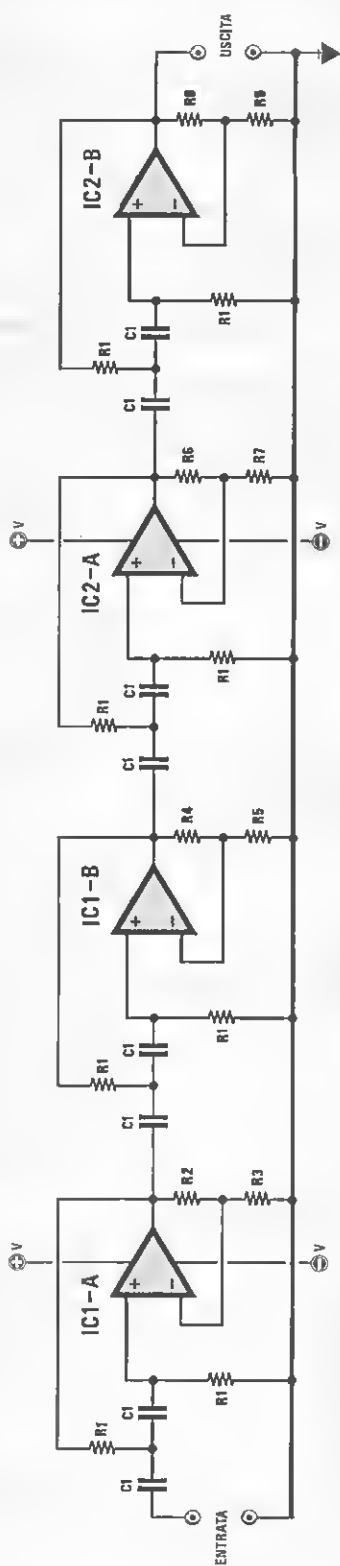 ENTRATA
C1
C1
R1
R1
IC1-A
+
−
⊕ V
⊖ V
R2
R3
C1
C1
R1
R1
IC1-B
+
−
R4
R5
C1
C1
R1
R1
IC2-A
+
−
⊕ V
⊖ V
R6
R7
C1
C1
R1
R1
IC2-B
+
−
R8
R9
USCITA